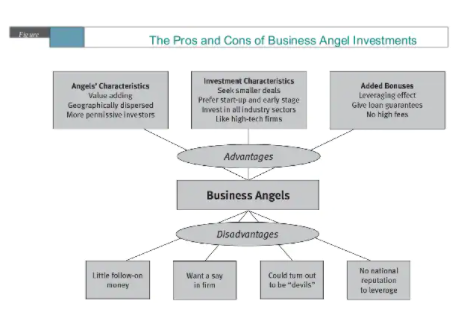 Figure
The Pros and Cons of Business Angel Investments
Angels' Characteristics
Value adding
Geographically dispersed
More permissive investors
Investment Characteristics
Seek smaller deals
Prefer start-up and early stage
Invest in all industry sectors
Like high-tech firms
Added Bonuses
Leveraging effect
Give loan guarantees
No high fees
Advantages
Business Angels
Disadvantages
Little follow-on
money
Want a say
in firm
Could turn out
to be "devils"
No national
reputation
to leverage